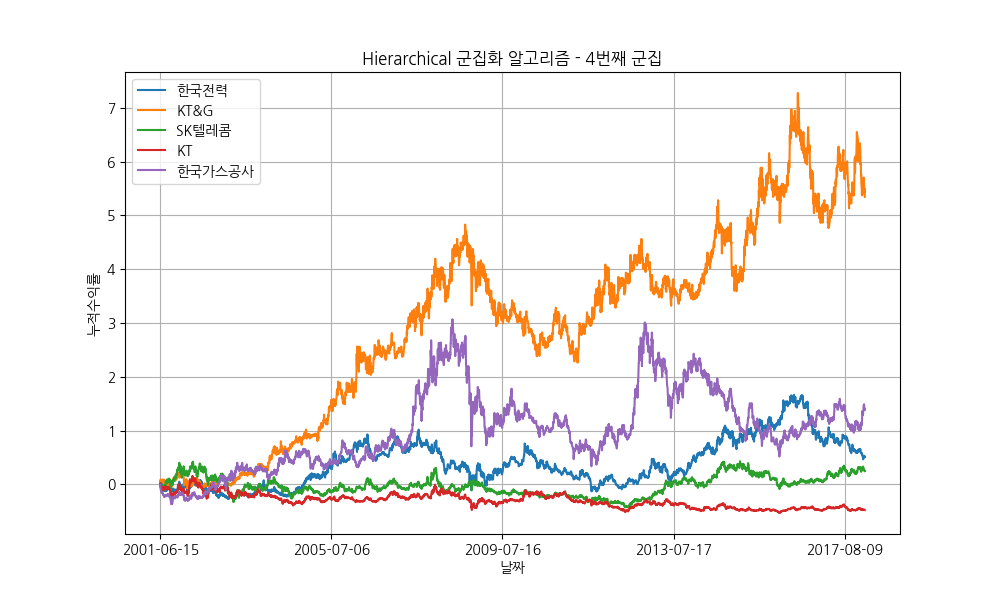 Hierarchical 군집화 알고리즘 - 4번째 군집
한국전력
KT&G
SK텔레콤
KT
한국가스공사
누적수익률
7
6
5
4
3
2
1
0
2001-06-15
2005-07-06
2009-07-16
2013-07-17
2017-08-09
날짜